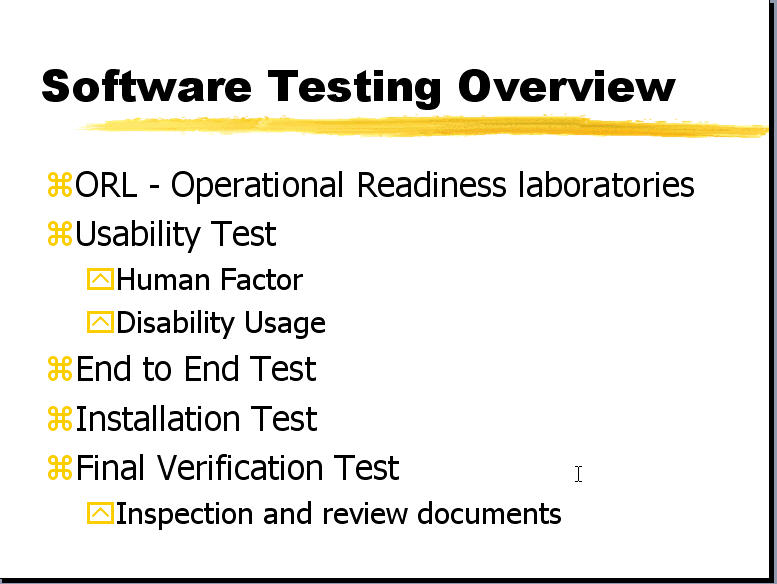 Software Testing Overview
ORL - Operational Readiness laboratories
Usability Test
Human Factor
Disability Usage
End to End Test
Installation Test
Final Verification Test
Inspection and review documents